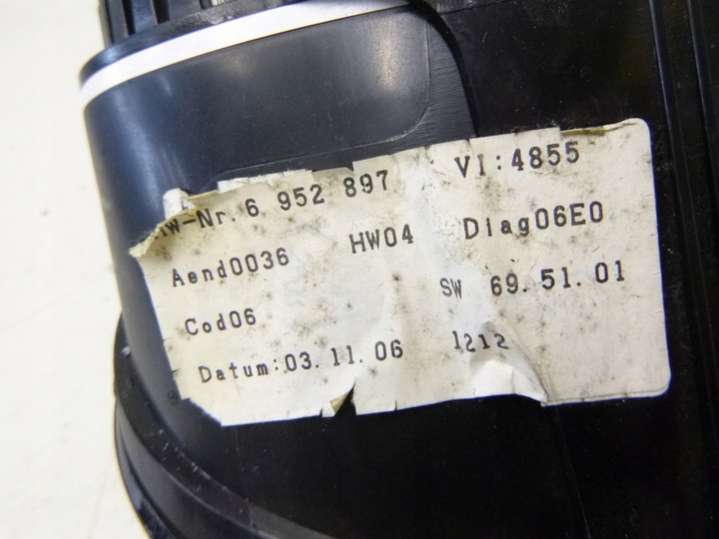 HW-Nr. 6 952 897 VI:4855
Aend0036 HW04 Diag06E0
Cod06 SW 69.51.01
Datum:03.11.06 1212